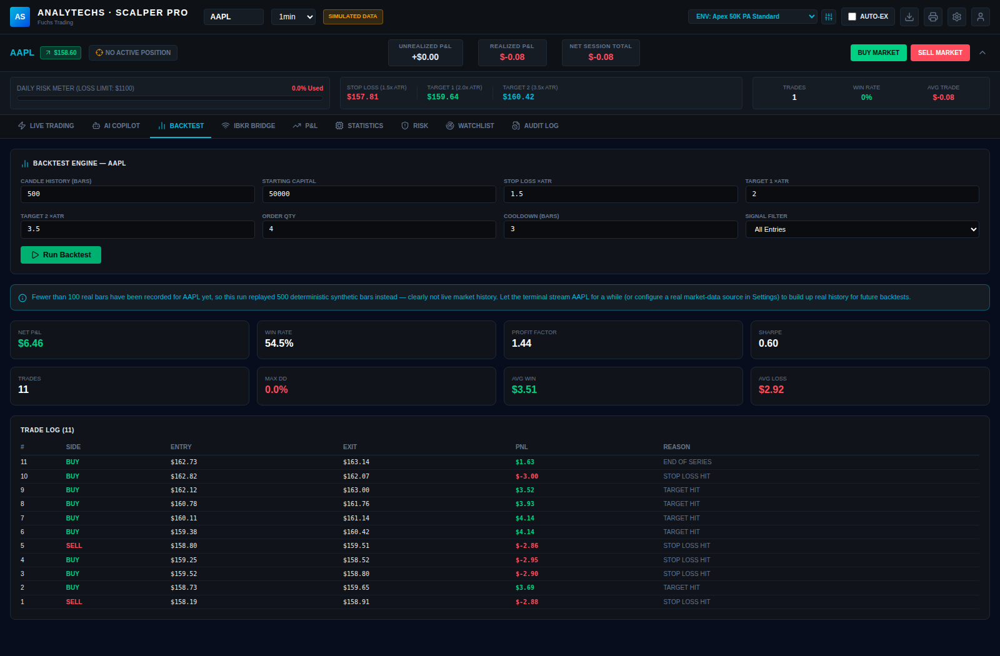 AS
ANALYTECHS · SCALPER PRO
Fuchs Trading
AAPL
1min
SIMULATED DATA
ENV: Apex 50K PA Standard
AUTO-EX
AAPL
$158.60
NO ACTIVE POSITION
UNREALIZED P&L
+$0.00
REALIZED P&L
$-0.08
NET SESSION TOTAL
$-0.08
BUY MARKET
SELL MARKET
DAILY RISK METER (LOSS LIMIT: $1100)
0.0% Used
STOP LOSS (1.5x ATR)
$157.81
TARGET 1 (2.0x ATR)
$159.64
TARGET 2 (3.5x ATR)
$160.42
TRADES
1
WIN RATE
0%
AVG TRADE
$-0.08
LIVE TRADING
AI COPILOT
BACKTEST
IBKR BRIDGE
P&L
STATISTICS
RISK
WATCHLIST
AUDIT LOG
BACKTEST ENGINE — AAPL
CANDLE HISTORY (BARS)
500
STARTING CAPITAL
50000
STOP LOSS ×ATR
1.5
TARGET 1 ×ATR
2
TARGET 2 ×ATR
3.5
ORDER QTY
4
COOLDOWN (BARS)
3
SIGNAL FILTER
All Entries
Run Backtest
Fewer than 100 real bars have been recorded for AAPL yet, so this run replayed 500 deterministic synthetic bars instead — clearly not live market history. Let the terminal stream AAPL for a while (or configure a real market-data source in Settings) to build up real history for future backtests.
NET P&L
$6.46
WIN RATE
54.5%
PROFIT FACTOR
1.44
SHARPE
0.60
TRADES
11
MAX DD
0.0%
AVG WIN
$3.51
AVG LOSS
$2.92
TRADE LOG (11)
# SIDE ENTRY EXIT PNL REASON
11 BUY $162.73 $163.14 $1.63 END OF SERIES
10 BUY $162.82 $162.07 $-3.00 STOP LOSS HIT
9 BUY $162.12 $163.00 $3.52 TARGET HIT
8 BUY $160.78 $161.76 $3.93 TARGET HIT
7 BUY $160.11 $161.14 $4.14 TARGET HIT
6 BUY $159.38 $160.42 $4.14 TARGET HIT
5 SELL $158.80 $159.51 $-2.86 STOP LOSS HIT
4 BUY $159.25 $158.52 $-2.95 STOP LOSS HIT
3 BUY $159.52 $158.80 $-2.90 STOP LOSS HIT
2 BUY $158.73 $159.65 $3.69 TARGET HIT
1 SELL $158.19 $158.91 $-2.88 STOP LOSS HIT